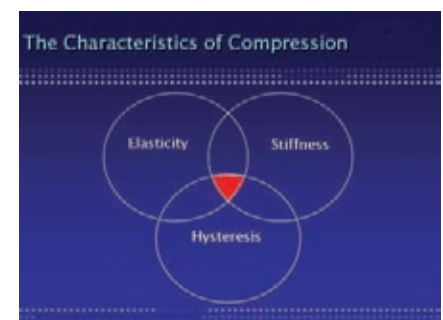 The Characteristics of Compression
Elasticity
Stiffness
Hysteresis